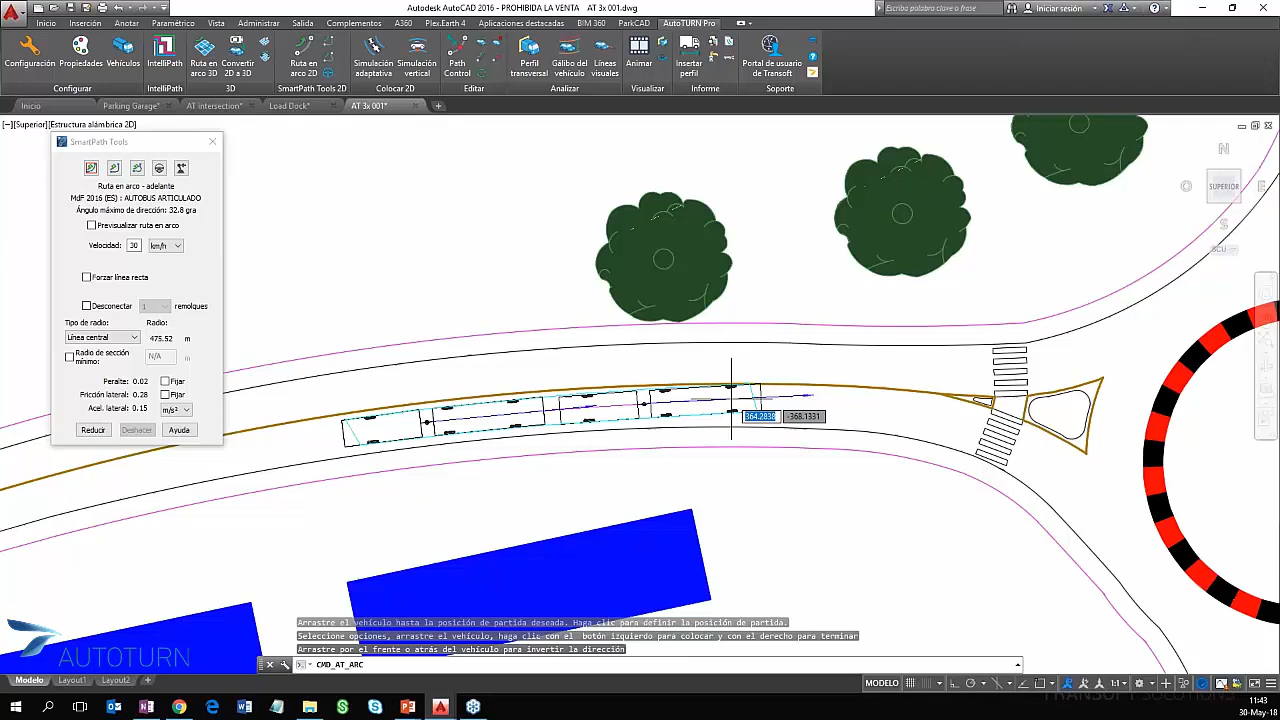 Autodesk AutoCAD 2016 - PROHIBIDA LA VENTA AT 3x 001.dwg
Escriba palabra clave o frase
Iniciar sesión
Inicio Inserción Anotar Paramétrico Vista Administrar Salida Complementos A360 Plex.Earth 4 Aplicaciones destacadas BIM 360 ParkCAD AutoTURN Pro
Configuración Propiedades Vehículos
IntelliPath
Ruta en arco 3D
Convertir 2D a 3D
Ruta en arco 2D
Simulación adaptativa
Simulación vertical
Path Control
Perfil transversal
Gálibo del vehículo
Líneas visuales
Animar
Insertar perfil
Portal de usuario de Transoft
Configurar IntelliPath 3D SmartPath Tools 2D Colocar 2D Editar Analizar Visualizar Informe Soporte
Inicio Parking Garage* AT intersection* Load Dock* AT 3x 001*
[−][Superior][Estructura alámbrica 2D]
SmartPath Tools
Ruta en arco - adelante
MdF 2016 (ES) : AUTOBUS ARTICULADO
Ángulo máximo de dirección: 32.8 gra
Previsualizar ruta en arco
Velocidad: 30 km/h
Forzar línea recta
Desconectar 1 remolques
Tipo de radio: Radio:
Línea central 475.52 m
Radio de sección mínimo: N/A m
Peralte: 0.02 Fijar
Fricción lateral: 0.28 Fijar
Acel. lateral: 0.15 m/s²
Reducir Deshacer Ayuda
N
O SUPERIOR E
S
SCU
364.2838 -368.1331
Arrastre el vehículo hasta la posición de partida deseada. Haga clic para definir la posición de partida.
Seleccione opciones, arrastre el vehículo, haga clic con el botón izquierdo para colocar y con el derecho para terminar
Arrastre por el frente o atrás del vehículo para invertir la dirección
CMD_AT_ARC
AUTOTURN
Modelo Layout1 Layout2 +
MODELO
1:1
TRANSOFT SOLUTIONS
11:43
30-May-18